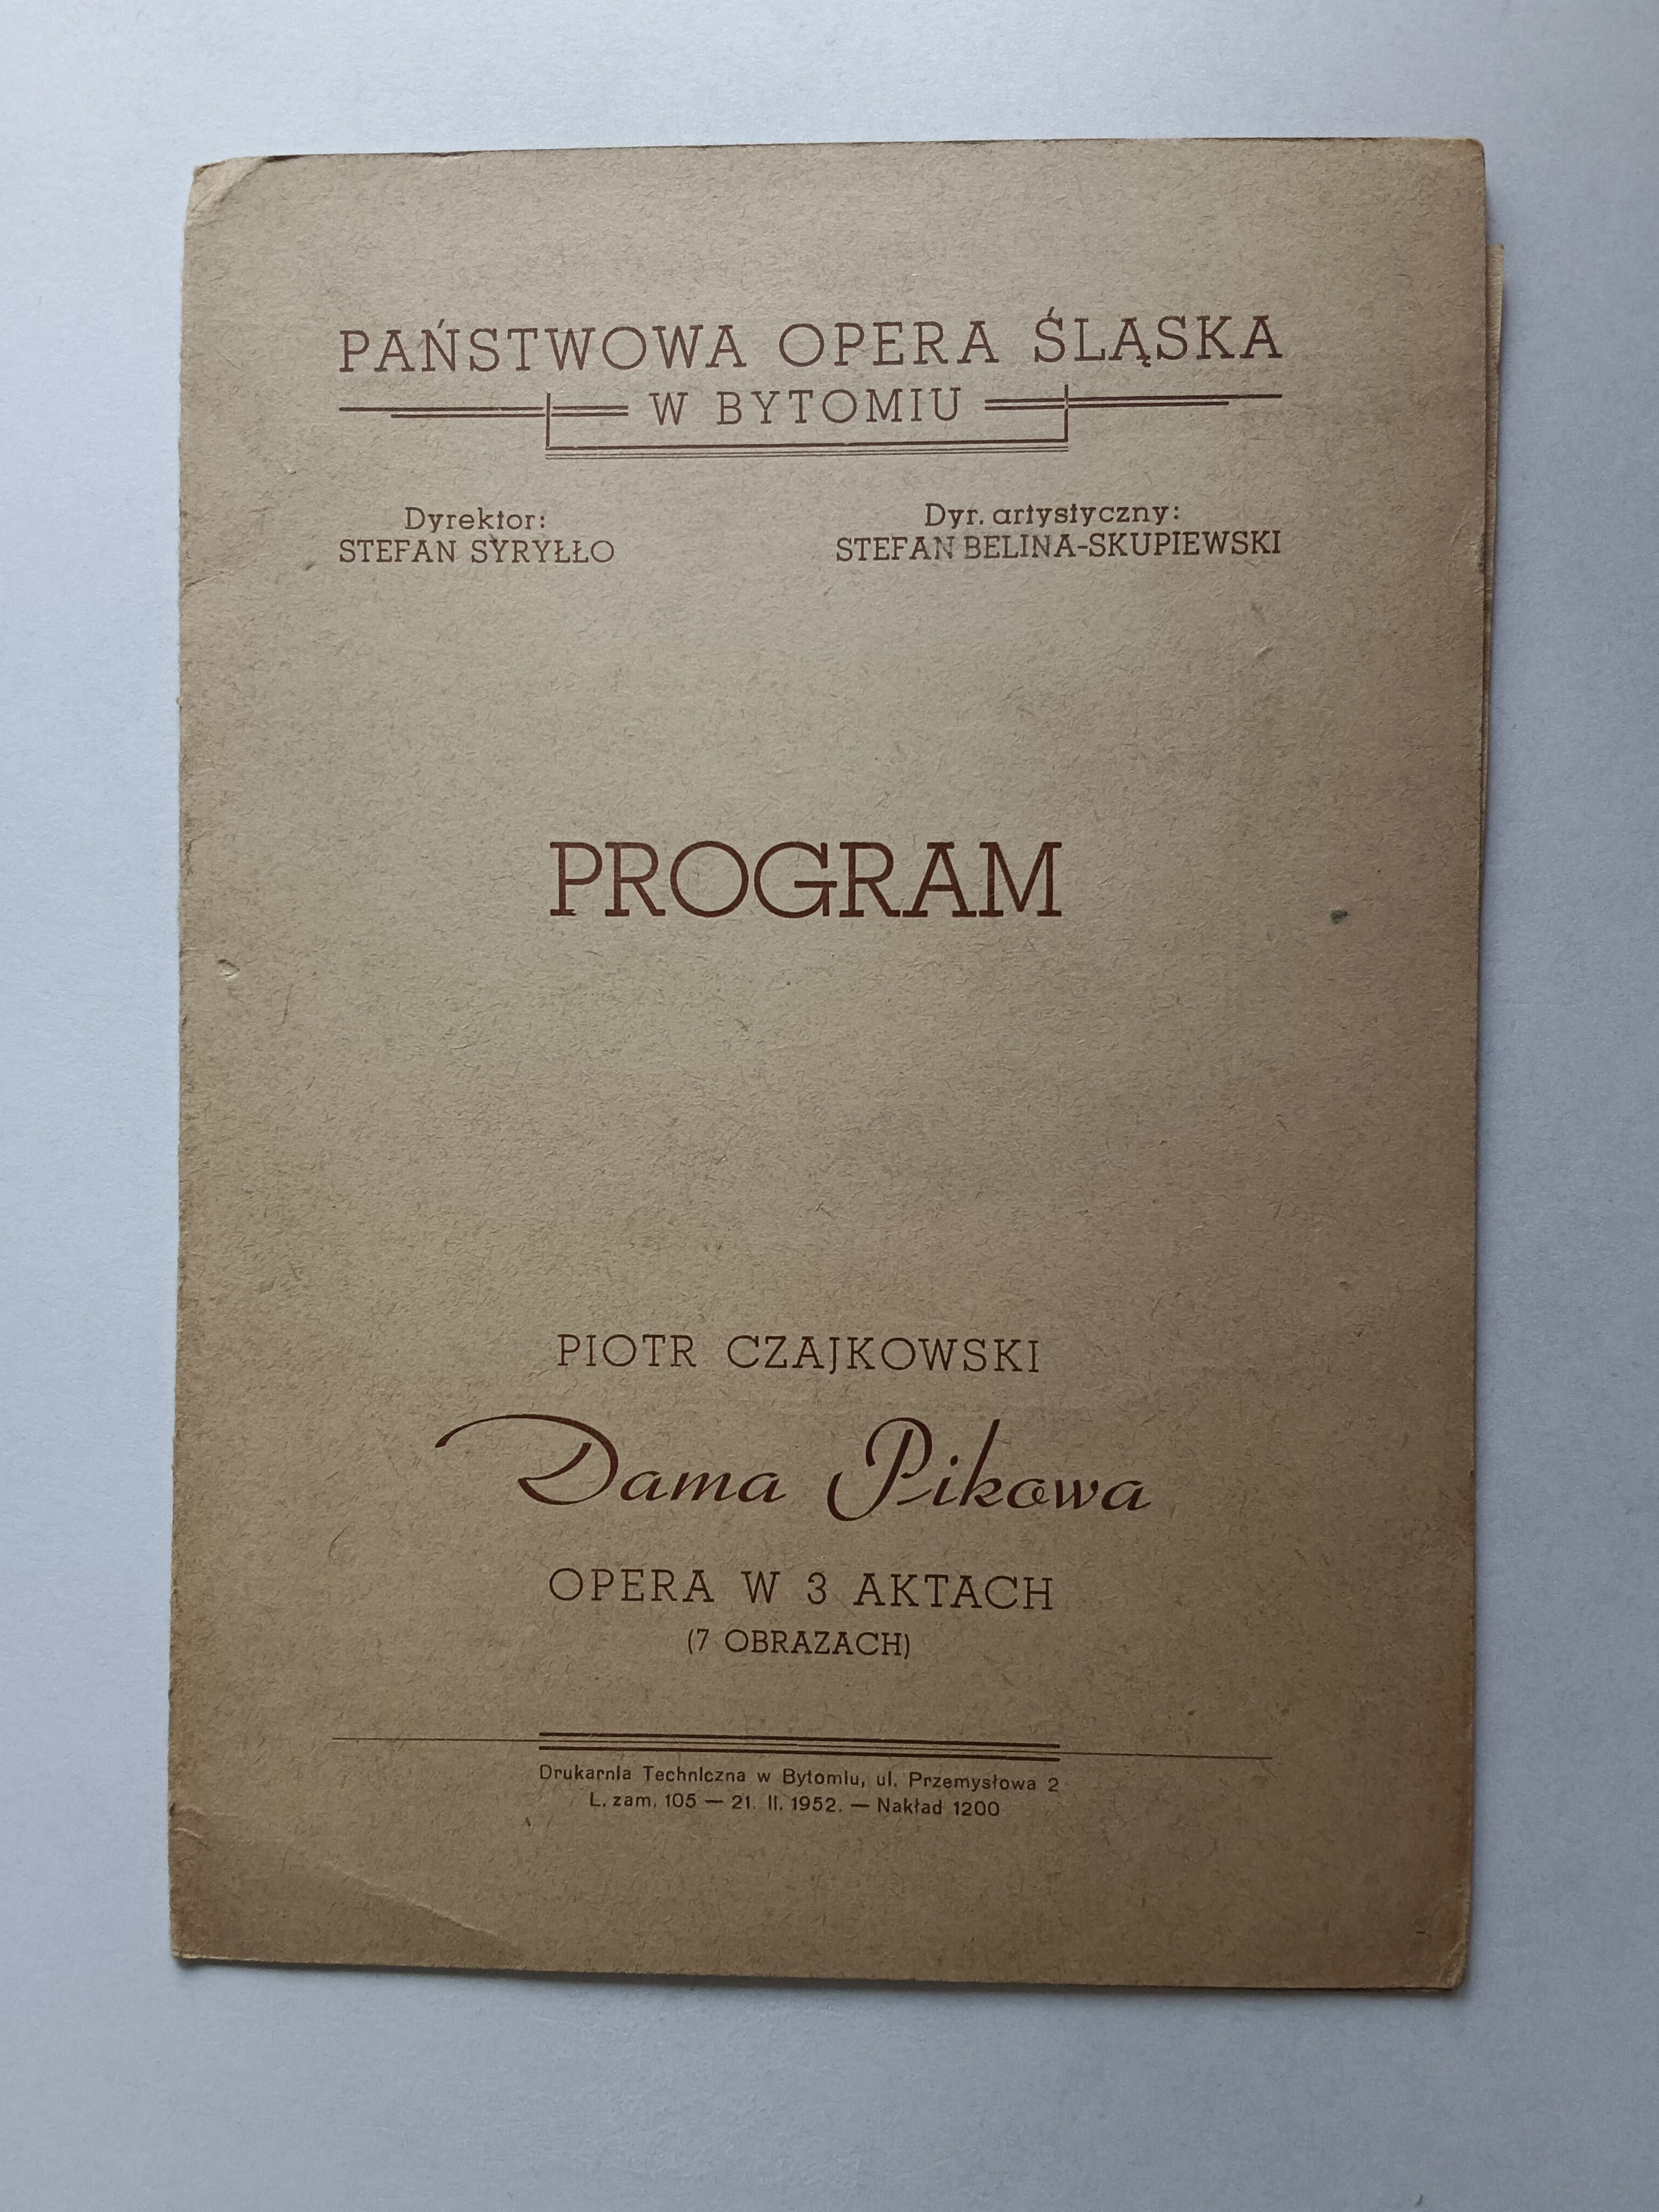 PAŃSTWOWA OPERA ŚLĄSKA
W BYTOMIU
Dyrektor:
STEFAN SYRYŁŁO
Dyr. artystyczny:
STEFAN BELINA-SKUPIEWSKI
PROGRAM
PIOTR CZAJKOWSKI
Dama Pikowa
OPERA W 3 AKTACH
(7 OBRAZACH)
Drukarnia Techniczna w Bytomiu, ul. Przemysłowa 2
L. zam. 105 — 21. II. 1952. — Nakład 1200